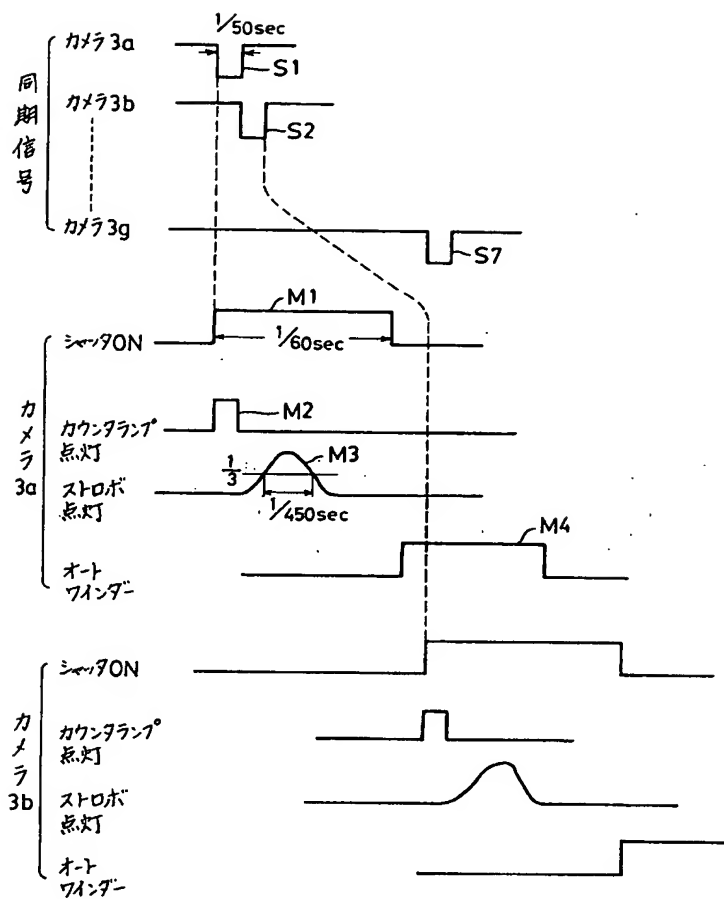 1/50sec
カメラ3a
S1
同期信号
カメラ3b
S2
カメラ3g
S7
M1
シャッタON
1/60sec
カメラ3a
M2
カウンタランプ
点灯
M3
1/3
ストロボ
点灯
1/450sec
M4
オート
ワインダー
シャッタON
カメラ3b
カウンタランプ
点灯
ストロボ
点灯
オート
ワインダー